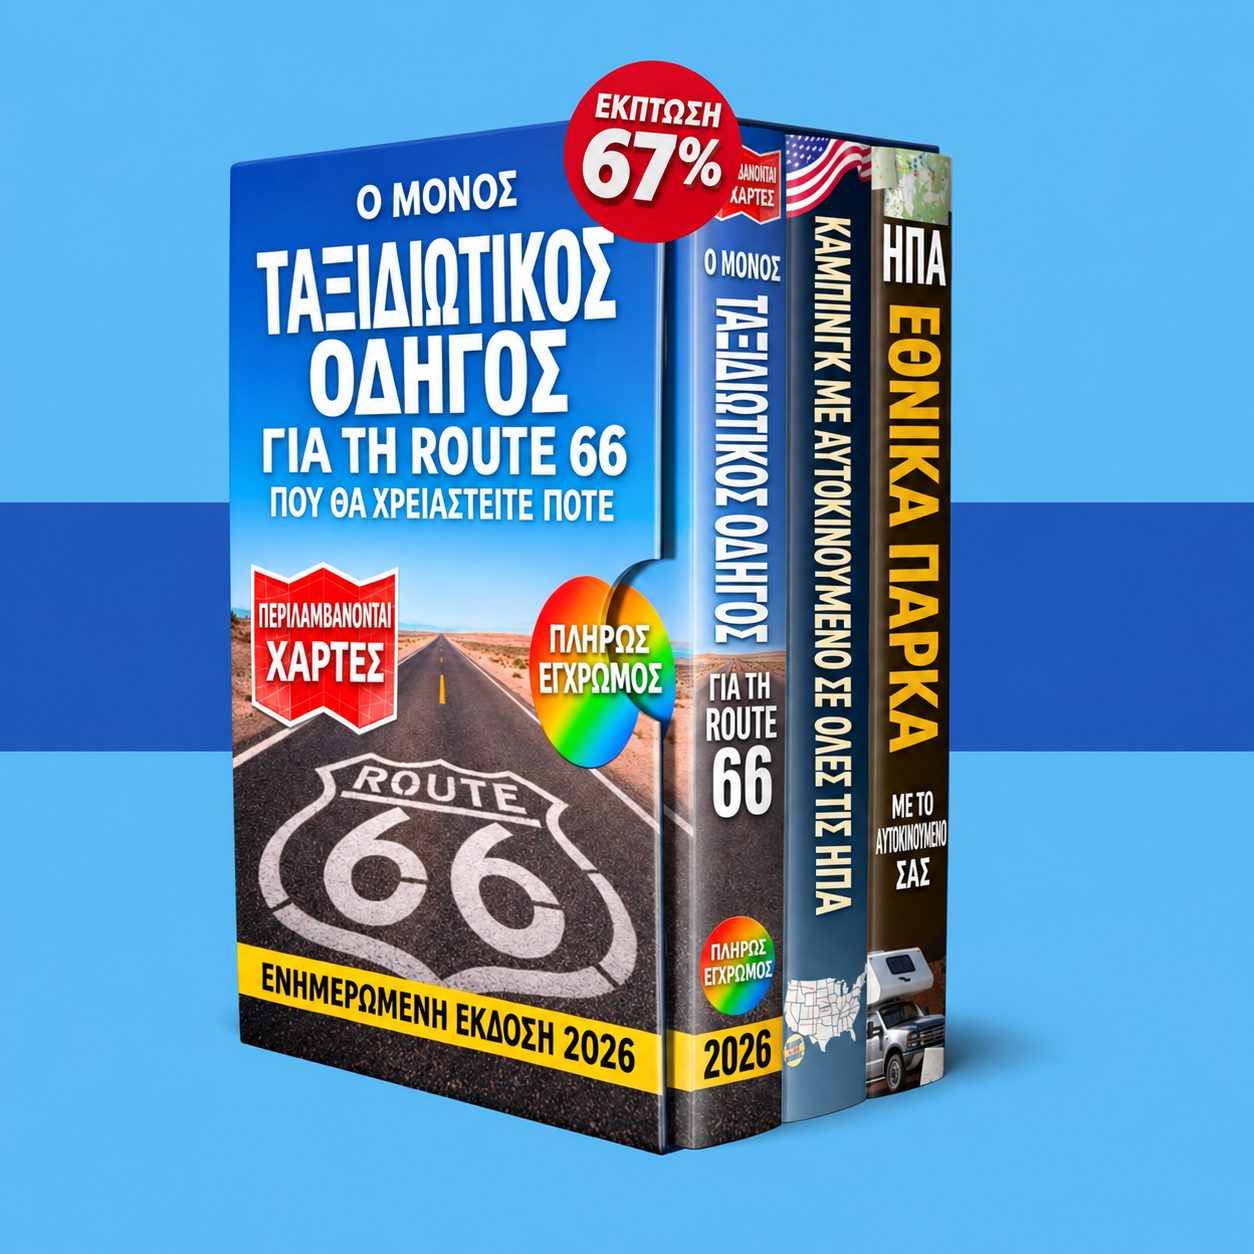 ΕΚΠΤΩΣΗ
67%
Ο ΜΟΝΟΣ
ΤΑΞΙΔΙΩΤΙΚΟΣ
ΟΔΗΓΟΣ
ΓΙΑ ΤΗ ROUTE 66
ΠΟΥ ΘΑ ΧΡΕΙΑΣΤΕΙΤΕ ΠΟΤΕ
ΠΕΡΙΛΑΜΒΑΝΟΝΤΑΙ
ΧΑΡΤΕΣ
ΠΛΗΡΩΣ
ΕΓΧΡΩΜΟΣ
ROUTE
66
ΕΝΗΜΕΡΩΜΕΝΗ ΕΚΔΟΣΗ 2026
ΧΑΡΤΕΣ
Ο ΜΟΝΟΣ
ΤΑΞΙΔΙΩΤΙΚΟΣ ΟΔΗΓΟΣ
ΓΙΑ ΤΗ
ROUTE
66
ΠΛΗΡΩΣ
ΕΓΧΡΩΜΟΣ
2026
ΚΑΜΠΙΝΓΚ ΜΕ ΑΥΤΟΚΙΝΟΥΜΕΝΟ ΣΕ ΟΛΕΣ ΤΙΣ ΗΠΑ
ΗΠΑ
ΕΘΝΙΚΑ ΠΑΡΚΑ
ΜΕ ΤΟ
ΑΥΤΟΚΙΝΟΥΜΕΝΟ
ΣΑΣ